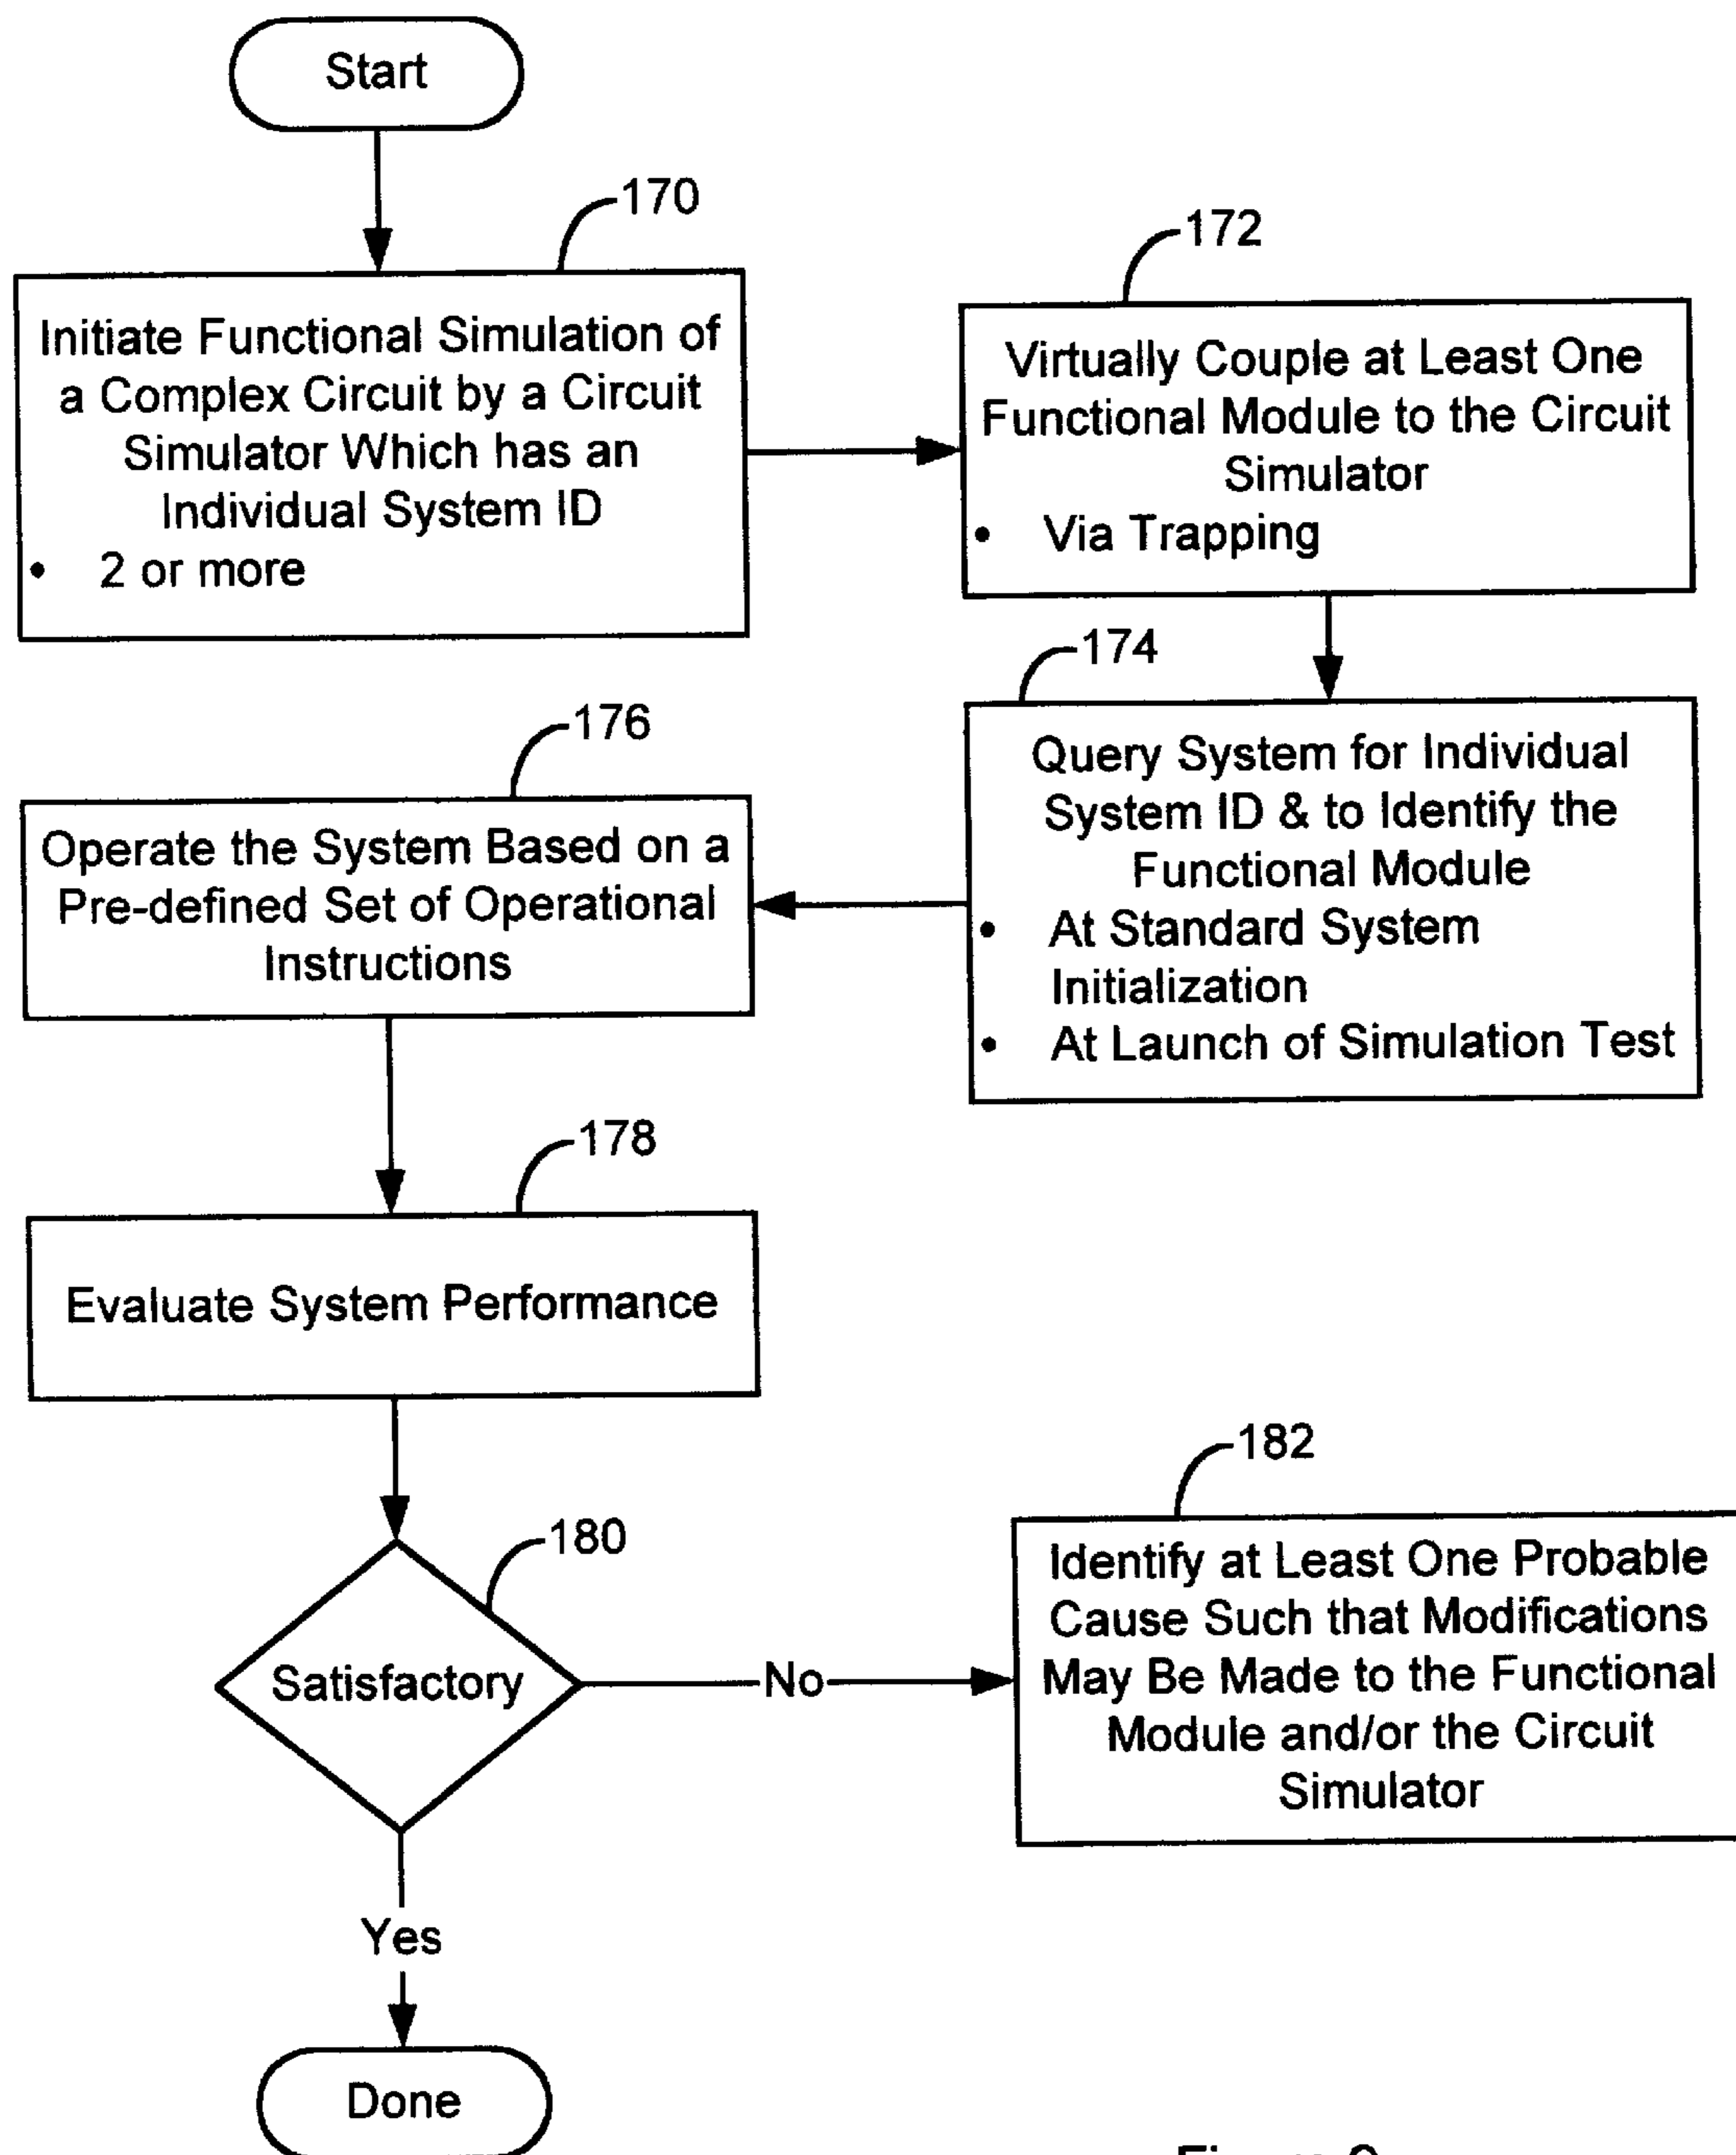 Start
170
Initiate Functional Simulation of
a Complex Circuit by a Circuit
Simulator Which has an
Individual System ID
• 2 or more
172
Virtually Couple at Least One
Functional Module to the Circuit
Simulator
• Via Trapping
174
Query System for Individual
System ID & to Identify the
Functional Module
• At Standard System
Initialization
• At Launch of Simulation Test
176
Operate the System Based on a
Pre-defined Set of Operational
Instructions
178
Evaluate System Performance
180
Satisfactory
No
182
Identify at Least One Probable
Cause Such that Modifications
May Be Made to the Functional
Module and/or the Circuit
Simulator
Yes
Done
Figure